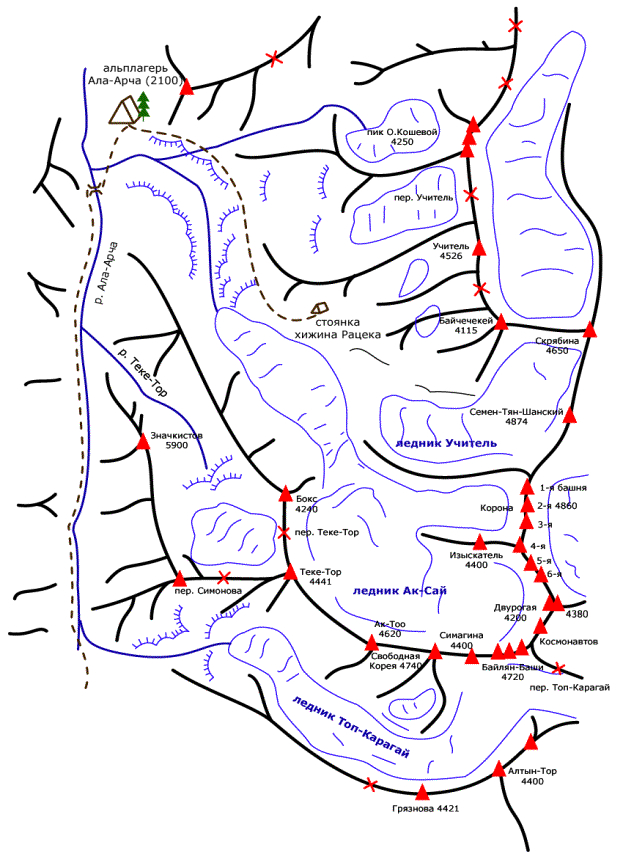 альплагерь
Ала-Арча (2100)
пик О.Кошевой
4250
пер. Учитель
Учитель
4526
р. Ала-Арча
стоянка
хижина Рацека
Байчечекей
4115
Скрябина
4650
р. Теке-Тор
Семен-Тян-Шанский
4874
Значкистов
5900
ледник Учитель
1-я башня
Корона
2-я 4860
3-я
Бокс
4240
пер. Теке-Тор
4-я
Изыскатель
4400
5-я
6-я
Теке-Тор
4441
пер. Симонова
ледник Ак-Сай
Двурогая
4200
4380
Ак-Тоо
4620
Синагина
4400
Космонавтов
Свободная
Корея 4740
Байлян-Баши
4720
пер. Топ-Карагай
ледник Топ-Карагай
Алтын-Тор
4400
Грязнова 4421